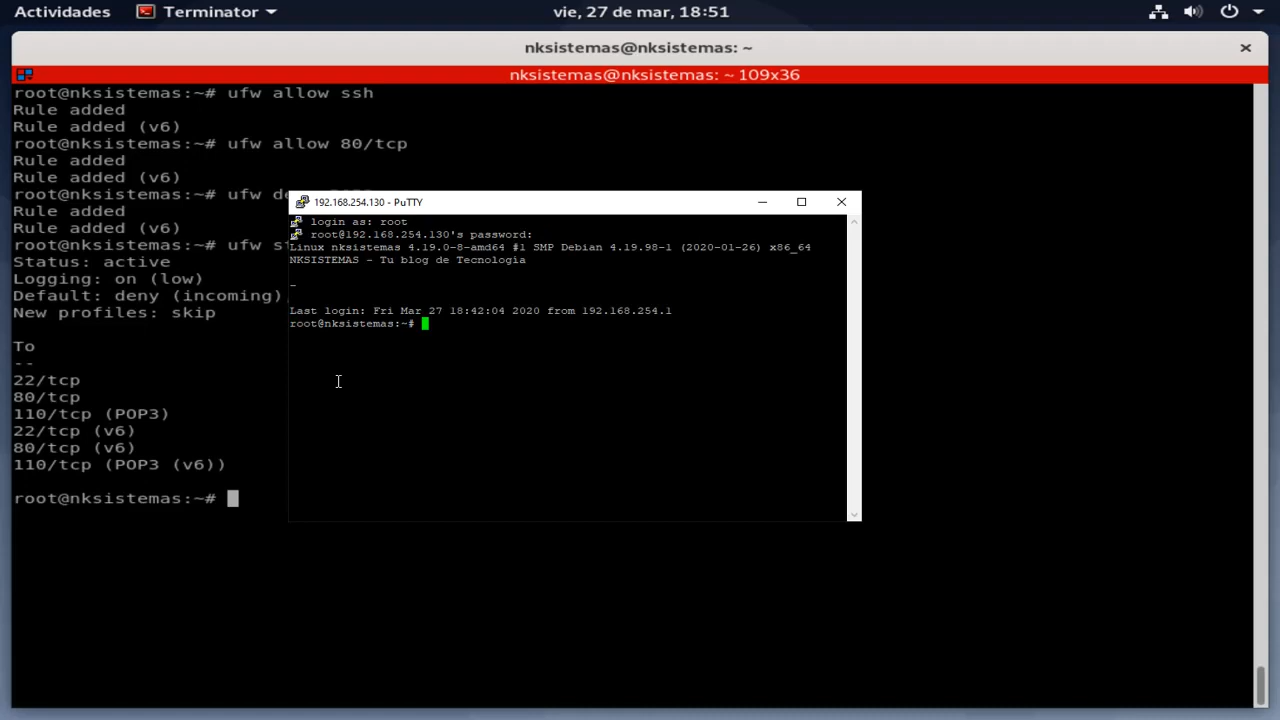 Actividades Terminator vie, 27 de mar, 18:51
nksistemas@nksistemas: ~
nksistemas@nksistemas: ~ 109x36
root@nksistemas:~# ufw allow ssh
Rule added
Rule added (v6)
root@nksistemas:~# ufw allow 80/tcp
Rule added
Rule added (v6)
root@nksistemas:~# ufw
Rule added
Rule added (v6)
root@nksistemas:~# ufw
Status: active
Logging: on (low)
Default: deny (incoming),
New profiles: skip
To
--
22/tcp
80/tcp
110/tcp (POP3)
22/tcp (v6)
80/tcp (v6)
110/tcp (POP3 (v6))
root@nksistemas:~#
192.168.254.130 - PuTTY
login as: root
root@192.168.254.130's password:
Linux nksistemas 4.19.0-8-amd64 #1 SMP Debian 4.19.98-1 (2020-01-26) x86_64
NKSISTEMAS - Tu blog de Tecnología
_
Last login: Fri Mar 27 18:42:04 2020 from 192.168.254.1
root@nksistemas:~#